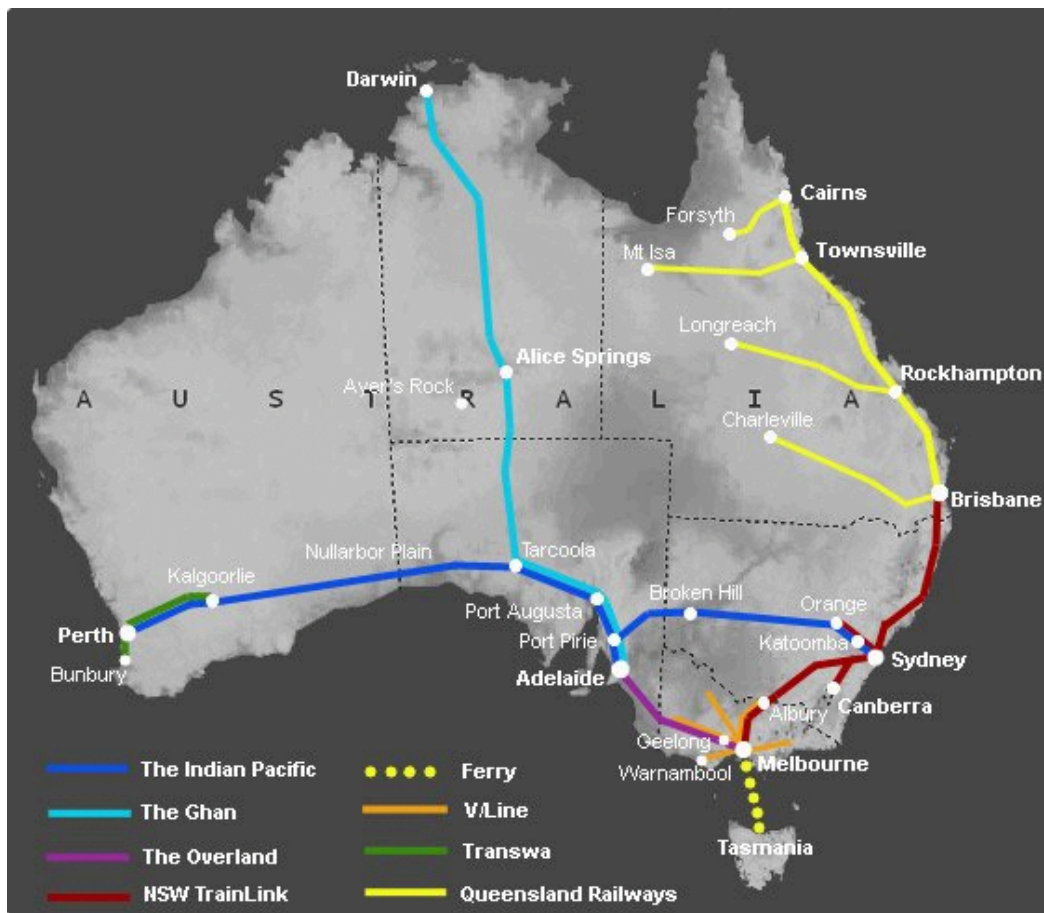 Darwin
Cairns
Forsyth
Townsville
Mt Isa
Longreach
Alice Springs
Rockhampton
Ayer's Rock
A U S T R A L I A
Charleville
Brisbane
Nullarbor Plain
Tarcoola
Kalgoorlie
Broken Hill
Orange
Port Augusta
Perth
Port Pirie
Katoomba
Sydney
Bunbury
Adelaide
Canberra
Albury
Geelong
Melbourne
Warnambool
Tasmania
The Indian Pacific
The Ghan
The Overland
NSW TrainLink
Ferry
V/Line
Transwa
Queensland Railways